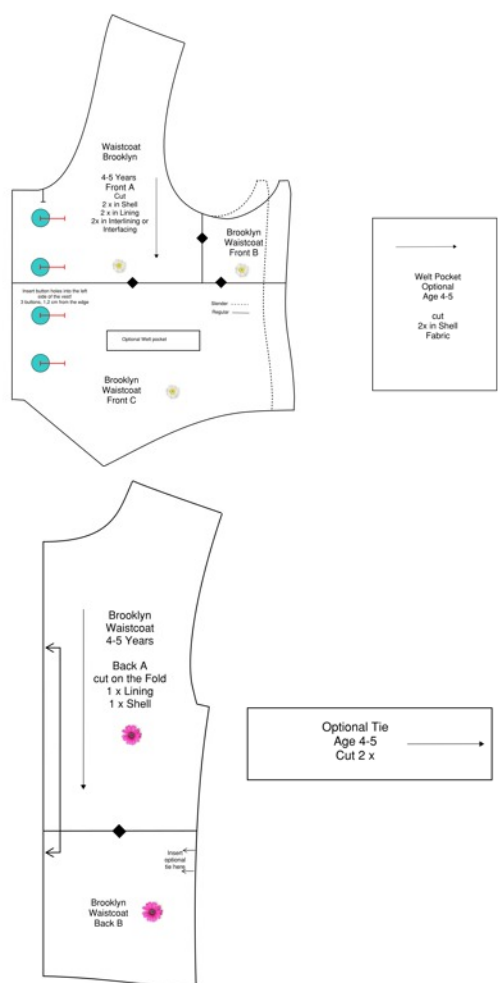 Waistcoat
Brooklyn
4-5 Years
Front A
Cut
2 x in Shell
2 x in Lining
2x in Interlining or
Interfacing
Brooklyn
Waistcoat
Front B
Insert button holes into the left
side of the vest!
3 buttons, 1,2 cm from the edge
Slender
Regular
Optional Welt pocket
Brooklyn
Waistcoat
Front C
Welt Pocket
Optional
Age 4-5
cut
2x in Shell
Fabric
Brooklyn
Waistcoat
4-5 Years
Back A
cut on the Fold
1 x Lining
1 x Shell
Insert
optional
tie here
Brooklyn
Waistcoat
Back B
Optional Tie
Age 4-5
Cut 2 x